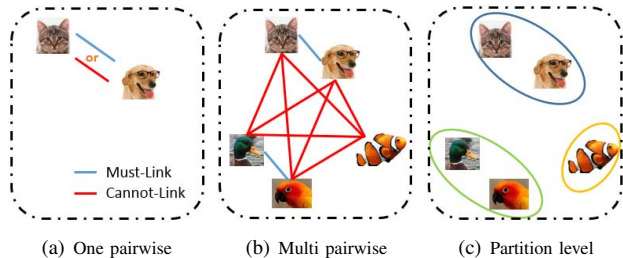 or
Must-Link
Cannot-Link
(a) One pairwise
(b) Multi pairwise
(c) Partition level